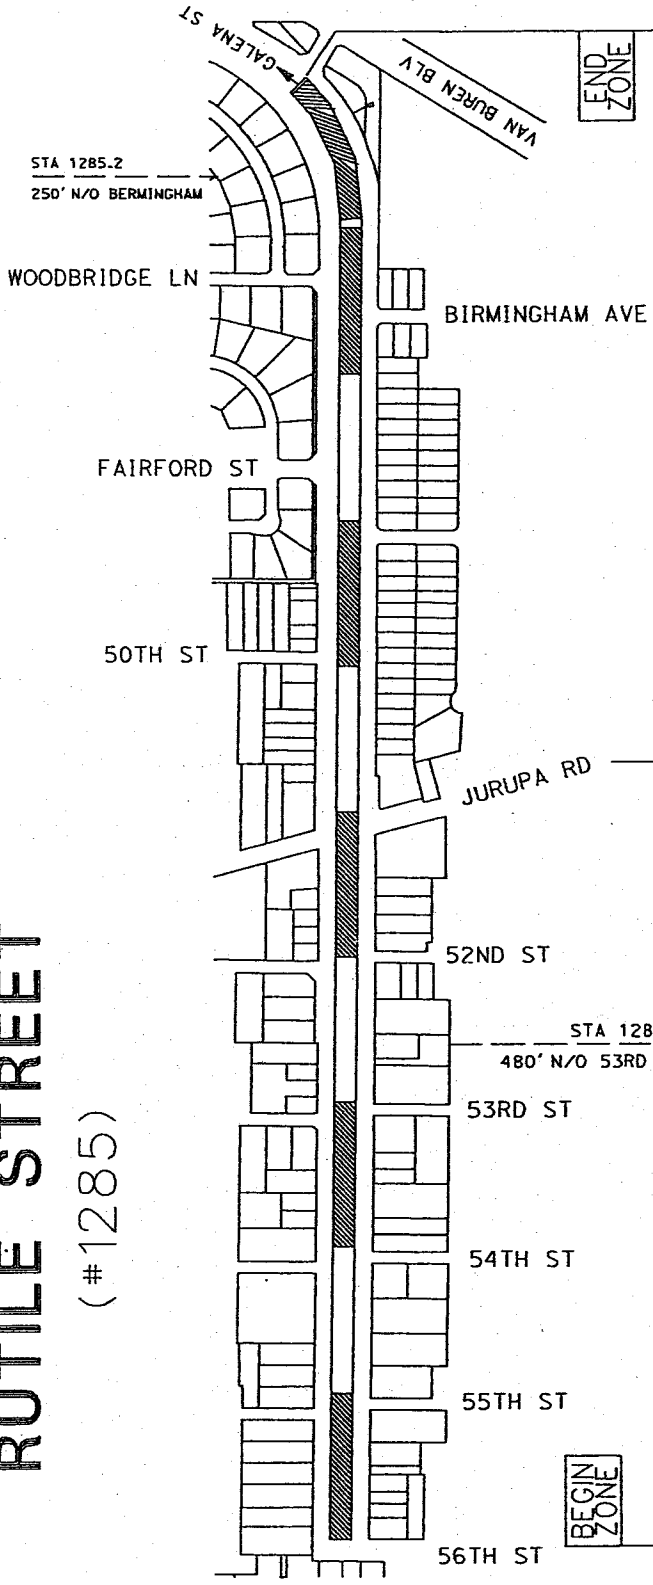 GALENA ST
VAN BUREN BLV
END
ZONE
STA 1285.2
250' N/O BERMINGHAM
WOODBRIDGE LN
BIRMINGHAM AVE
FAIRFORD ST
50TH ST
JURUPA RD
52ND ST
STA 128
480' N/O 53RD
53RD ST
RUTILE STREET
(#1285)
54TH ST
55TH ST
BEGIN
ZONE
56TH ST